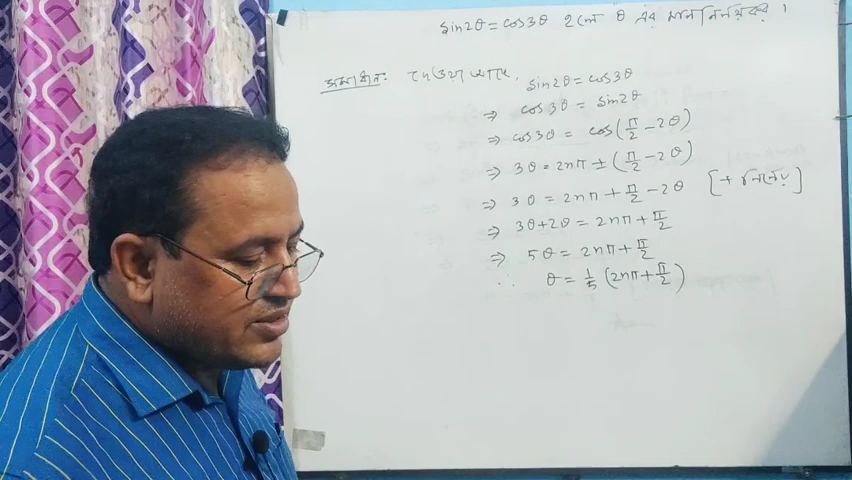 sin2θ = cos3θ হলে θ এর মান নির্ণয় কর ।
সমাধান: দেওয়া আছে,
sin2θ = cos3θ
⇒ cos3θ = sin2θ
⇒ cos3θ = cos(π/2 − 2θ)
⇒ 3θ = 2nπ ± (π/2 − 2θ)
⇒ 3θ = 2nπ + π/2 − 2θ [+ নিলে]
⇒ 3θ + 2θ = 2nπ + π/2
⇒ 5θ = 2nπ + π/2
∴ θ = 1/5 (2nπ + π/2)